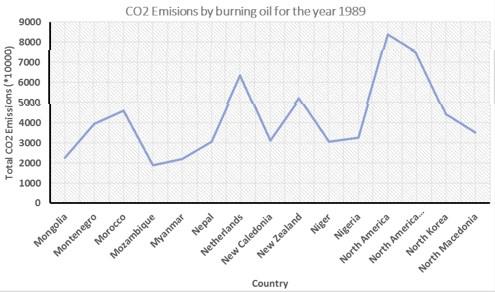 CO2 Emisions by burning oil for the year 1989
Total CO2 Emissions (*10000)
9000
8000
7000
6000
5000
4000
3000
2000
1000
0
Mongolia
Montenegro
Morocco
Mozambique
Myanmar
Nepal
Netherlands
New Caledonia
New Zealand
Niger
Nigeria
North America
North America...
North Korea
North Macedonia
Country